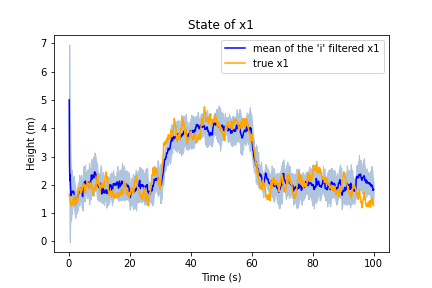 State of x1
mean of the 'i' filtered x1
true x1
Height (m)
7
6
5
4
3
2
1
0
0
20
40
60
80
100
Time (s)